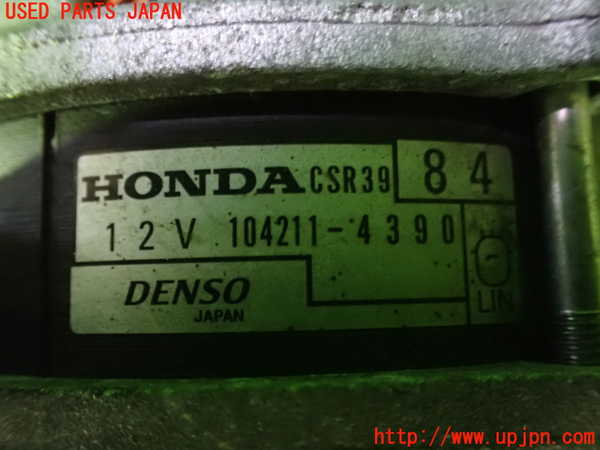 USED PARTS JAPAN
HONDA CSR39 84
12V 104211-4390
DENSO
JAPAN
LIN
http://www.upjpn.com/